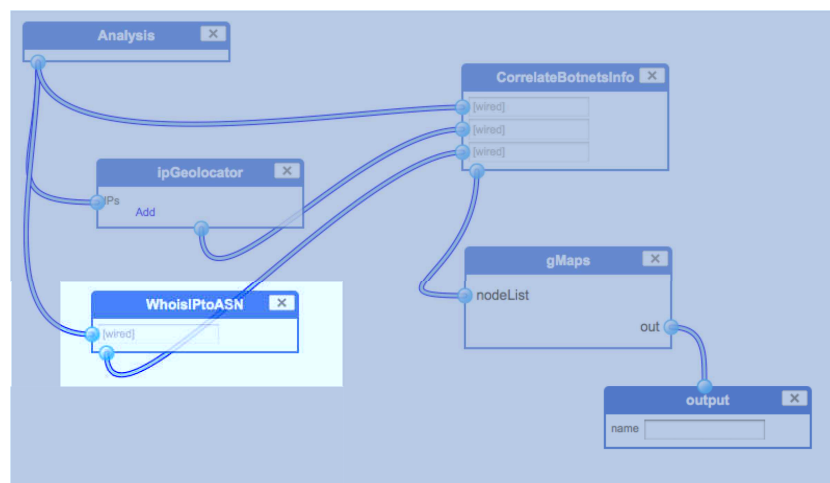 Analysis
CorrelateBotnetsInfo
[wired]
[wired]
[wired]
ipGeolocator
IPs
Add
gMaps
nodeList
out
WhoisIPtoASN
[wired]
output
name